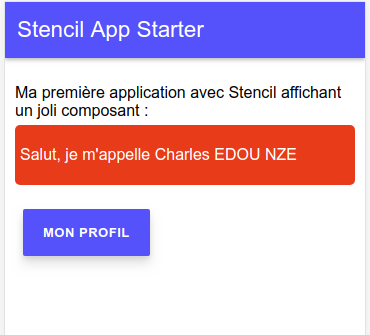 Stencil App Starter
Ma première application avec Stencil affichant
un joli composant :
Salut, je m'appelle Charles EDOU NZE
MON PROFIL